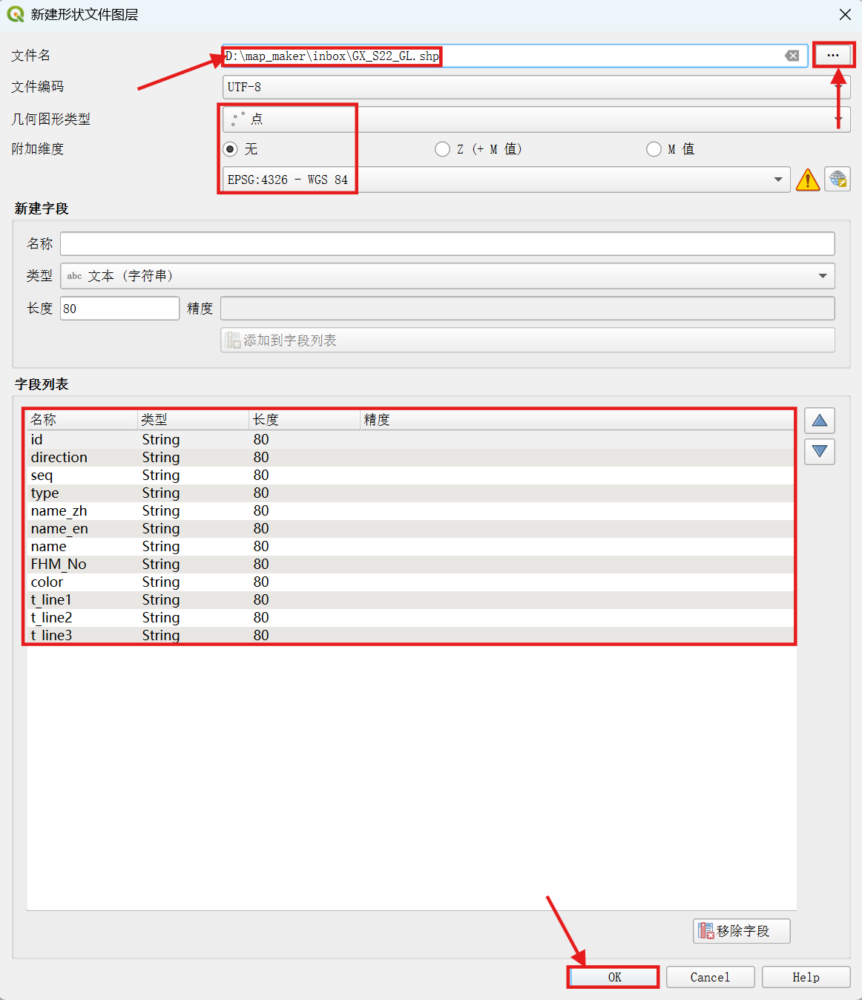 新建形状文件图层
文件名 D:\map_maker\inbox\GX_S22_GL.shp ...
文件编码 UTF-8
几何图形类型 点
附加维度 无 Z (+ M 值) M 值
EPSG:4326 - WGS 84
新建字段
名称
类型 abc 文本 (字符串)
长度 80 精度
添加到字段列表
字段列表
名称 类型 长度 精度
id String 80
direction String 80
seq String 80
type String 80
name_zh String 80
name_en String 80
name String 80
FHM_No String 80
color String 80
t_line1 String 80
t_line2 String 80
t_line3 String 80
移除字段
OK Cancel Help